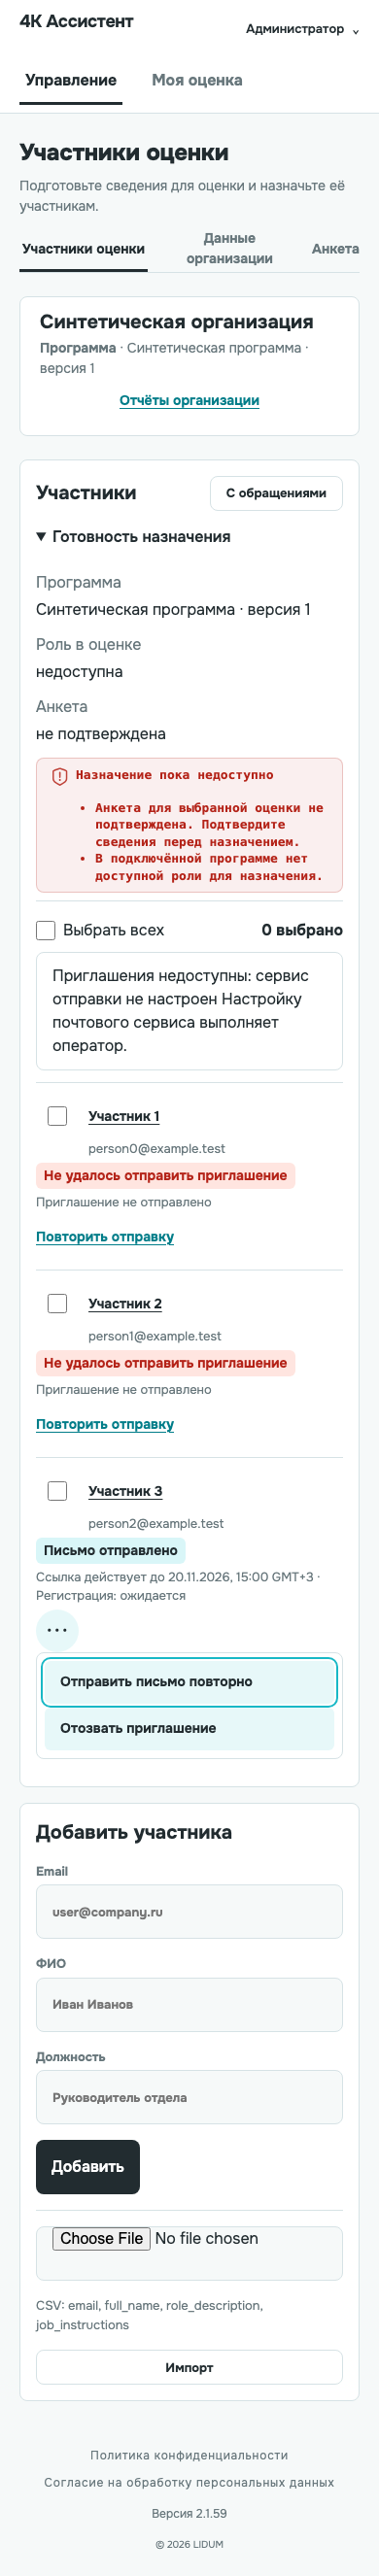 4К Ассистент
Администратор
Управление
Моя оценка
Участники оценки
Подготовьте сведения для оценки и назначьте её
участникам.
Участники оценки
Данные
организации
Анкета
Синтетическая организация
Программа · Синтетическая программа ·
версия 1
Отчёты организации
Участники
С обращениями
Готовность назначения
Программа
Синтетическая программа · версия 1
Роль в оценке
недоступна
Анкета
не подтверждена
Назначение пока недоступно
• Анкета для выбранной оценки не
подтверждена. Подтвердите
сведения перед назначением.
• В подключённой программе нет
доступной роли для назначения.
Выбрать всех
0 выбрано
Приглашения недоступны: сервис
отправки не настроен Настройку
почтового сервиса выполняет
оператор.
Участник 1
person0@example.test
Не удалось отправить приглашение
Приглашение не отправлено
Повторить отправку
Участник 2
person1@example.test
Не удалось отправить приглашение
Приглашение не отправлено
Повторить отправку
Участник 3
person2@example.test
Письмо отправлено
Ссылка действует до 20.11.2026, 15:00 GMT+3 ·
Регистрация: ожидается
···
Отправить письмо повторно
Отозвать приглашение
Добавить участника
Email
user@company.ru
ФИО
Иван Иванов
Должность
Руководитель отдела
Добавить
Choose File No file chosen
CSV: email, full_name, role_description,
job_instructions
Импорт
Политика конфиденциальности
Согласие на обработку персональных данных
Версия 2.1.59
© 2026 LIDUM